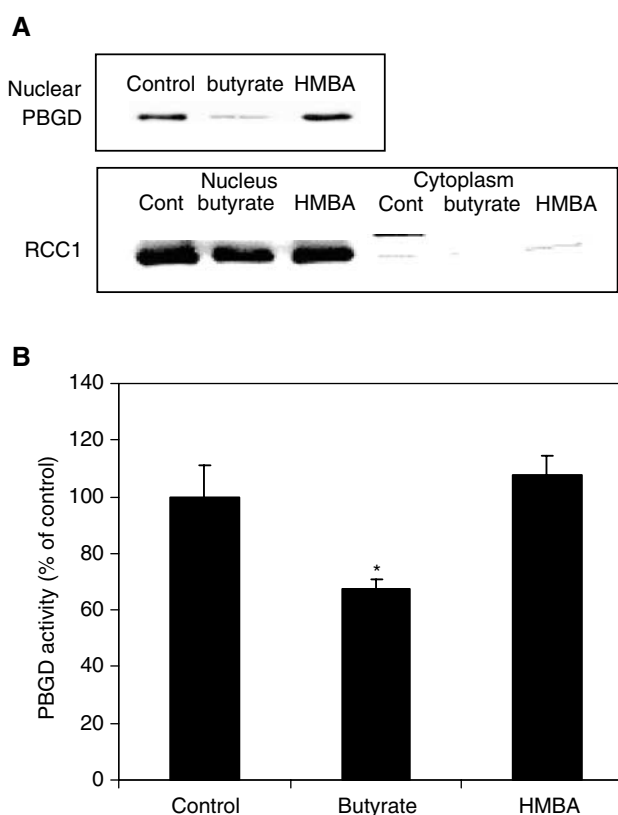 A
Nuclear
PBGD
Control butyrate HMBA
Nucleus Cytoplasm
Cont butyrate HMBA Cont butyrate HMBA
RCC1
B
PBGD activity (% of control)
140
120
100
80
60
40
20
0
*
Control Butyrate HMBA